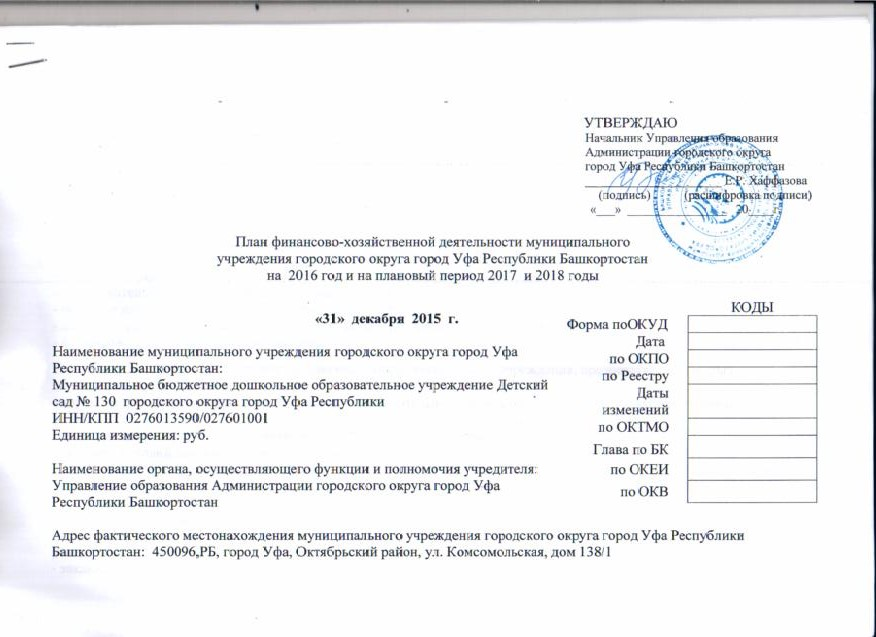 УТВЕРЖДАЮ
Начальник Управления образования
Администрации городского округа
город Уфа Республики Башкортостан
____________________ Е.Р. Хаффазова
(подпись) (расшифровка подписи)
«___» ________________ 20
План финансово-хозяйственной деятельности муниципального
учреждения городского округа город Уфа Республики Башкортостан
на 2016 год и на плановый период 2017 и 2018 годы
«31» декабря 2015 г.
КОДЫ
Форма поОКУД
Дата
по ОКПО
по Реестру
Даты
изменений
по ОКТМО
Глава по БК
по ОКЕИ
по ОКВ
Наименование муниципального учреждения городского округа город Уфа
Республики Башкортостан:
Муниципальное бюджетное дошкольное образовательное учреждение Детский
сад № 130 городского округа город Уфа Республики
ИНН/КПП 0276013590/027601001
Единица измерения: руб.
Наименование органа, осуществляющего функции и полномочия учредителя:
Управление образования Администрации городского округа город Уфа
Республики Башкортостан
Адрес фактического местонахождения муниципального учреждения городского округа город Уфа Республики
Башкортостан: 450096,РБ, город Уфа, Октябрьский район, ул. Комсомольская, дом 138/1